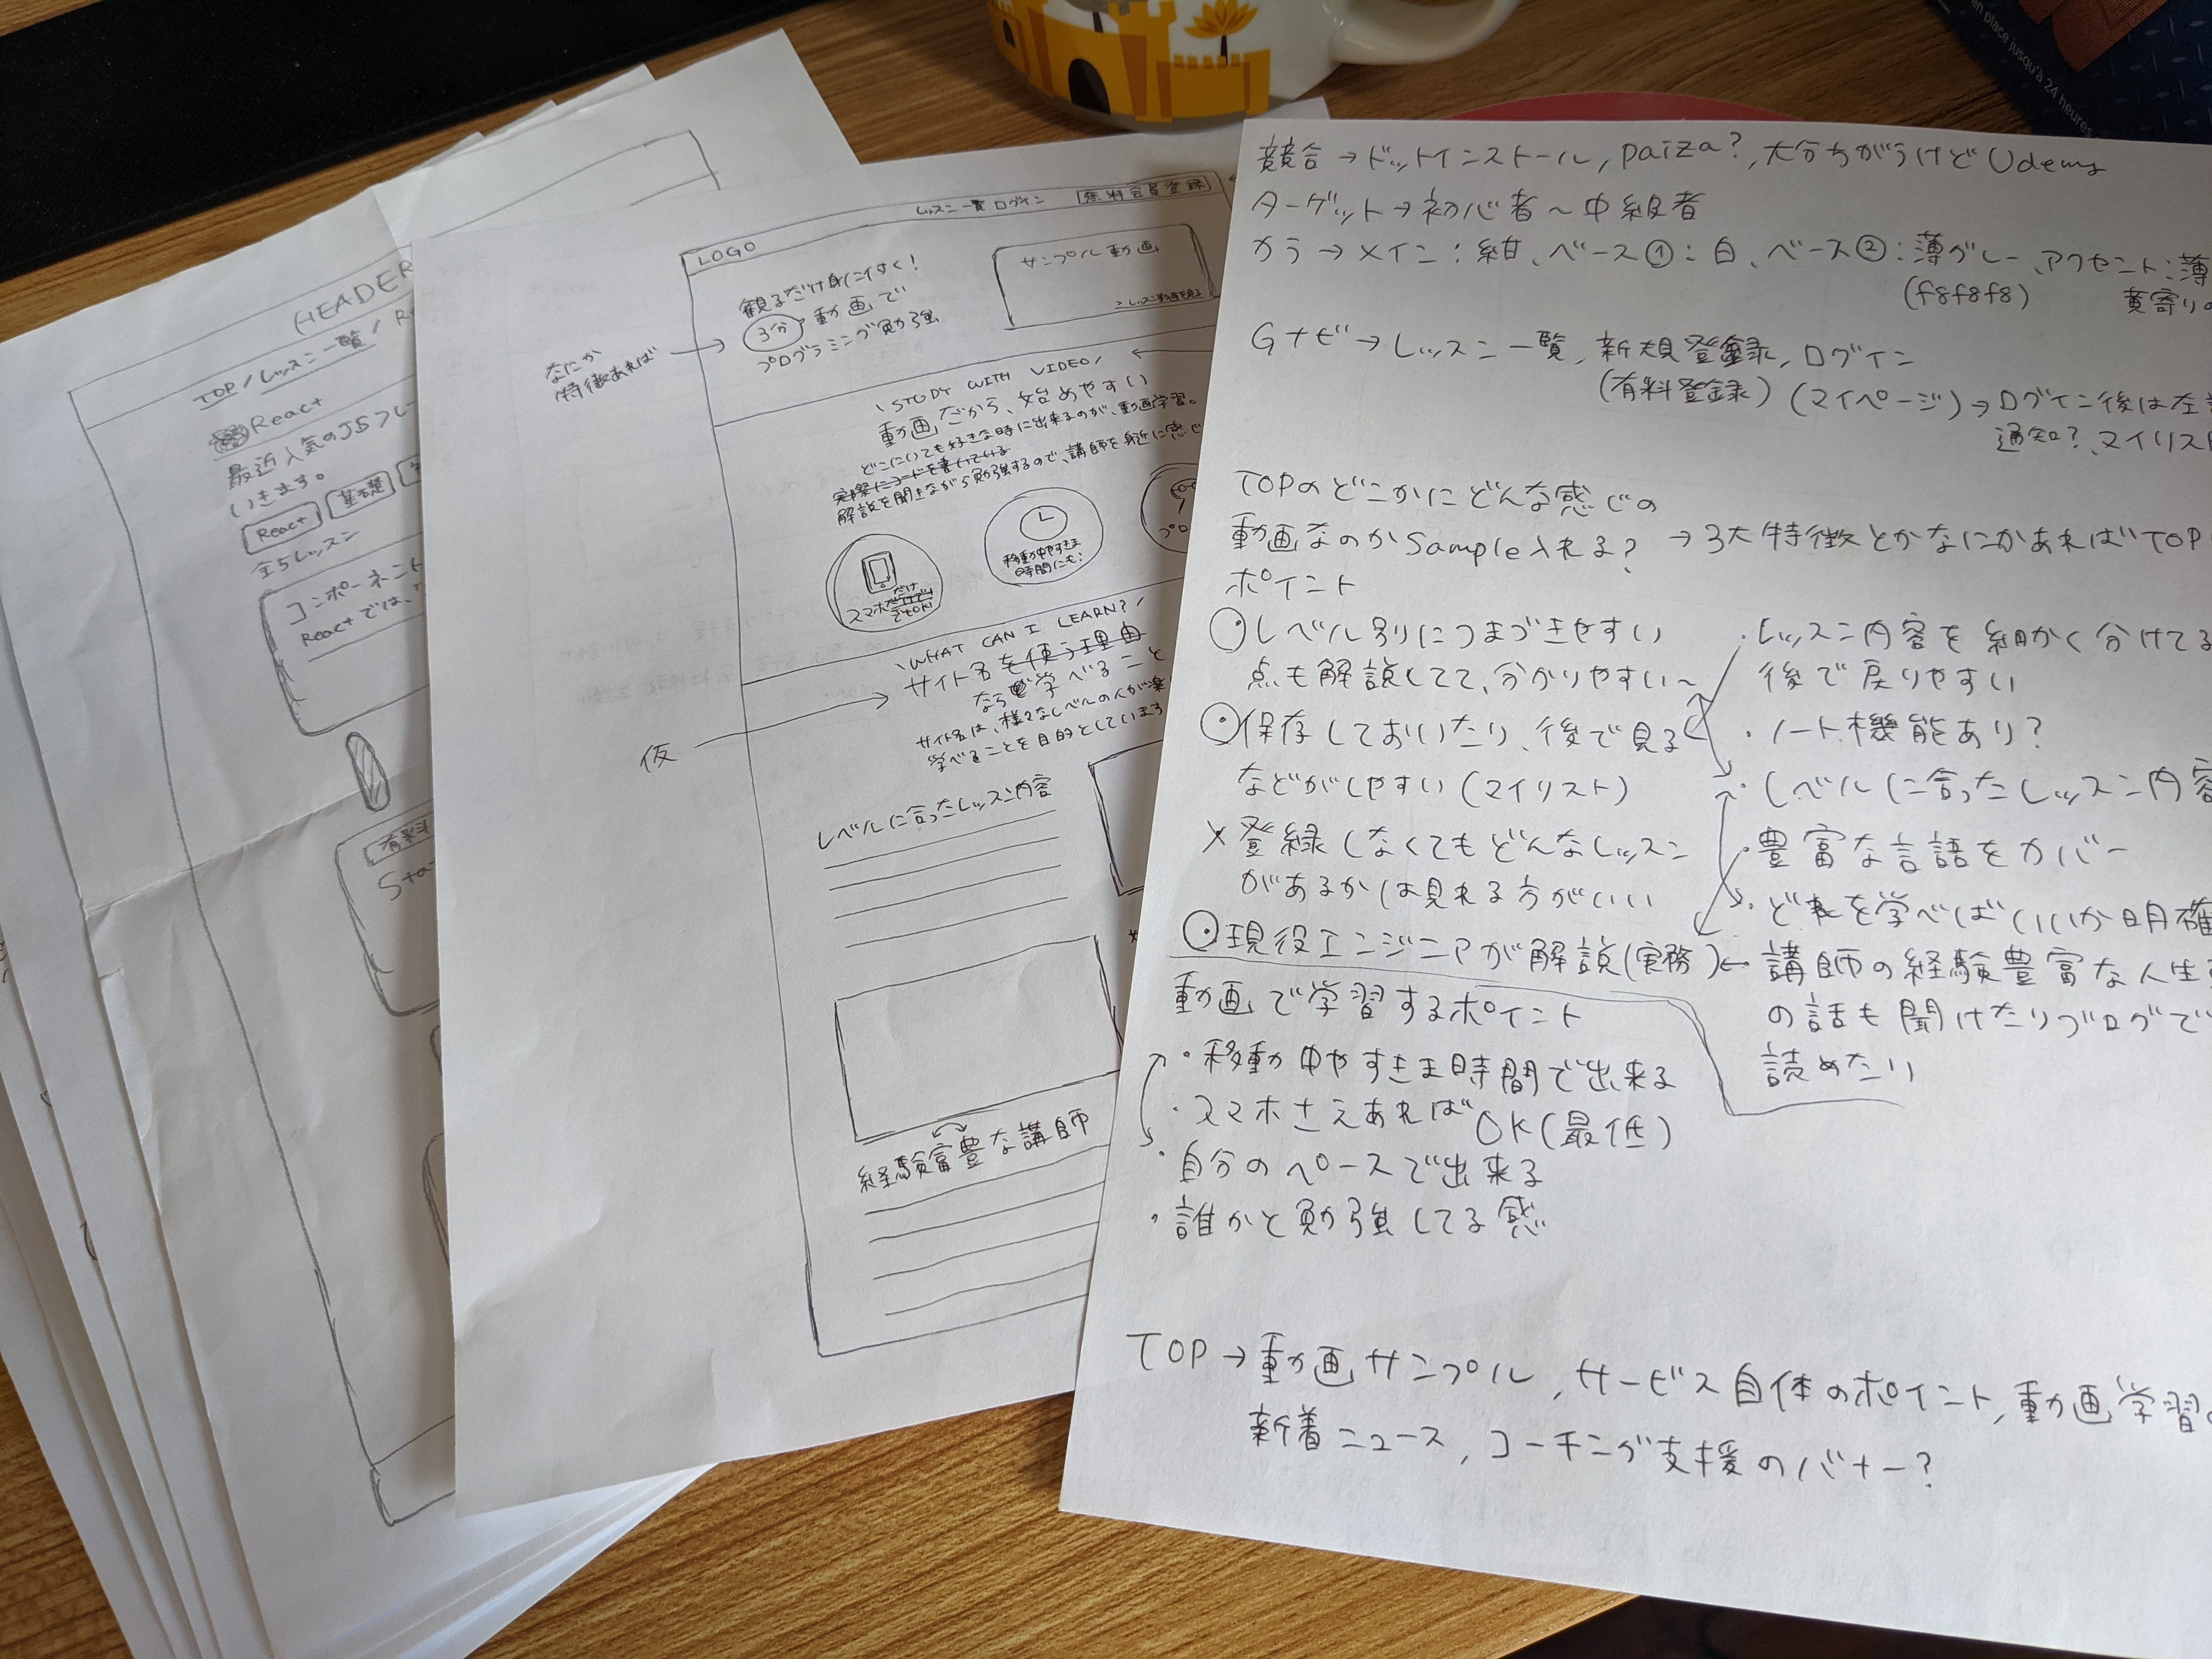 HEADER
TOP / レッスン一覧 / R
React
最近人気のJSフレー
いきます。
React
基礎
全5レッスン
コンポーネント
Reactでは、
有料
Sta
LOGO
レッスン一覧 ログイン
無料会員登録
観るだけ身に付く!
3分 動画で
プログラミング勉強
サンプル動画
なにか
特徴あれば
\ STUDY WITH VIDEO /
動画だから、始めやすい
どこにいても好きな時に出来るのが、動画学習。
実際にコードを書いている
解説を聞きながら勉強するので、講師を身近に感じ
スマホだけ
でOK!
移動中やすきま
時間にも!
プロ
\ WHAT CAN I LEARN? /
サイト名を使う理由
なら 学べること
サイト名は、様々なレベルの人が楽
学べることを目的としています
仮
レベルに合ったレッスン内容
経験富豊な講師
競合→ドットインストール, paiza?, 大分ちがうけどUdemy
ターゲット→初心者〜中級者
カラ→メイン:紺、ベース①:白、ベース②:薄グレー、アクセント:薄
(f8f8f8)
黄寄りの
Gナビ→レッスン一覧, 新規登録, ログイン
(有料登録) (マイページ)→ログイン後は左
通知?、マイリスト
TOPのどこかにどんな感じの
動画なのかSample入れる? →3大特徴とかなにかあればTOP
ポイント
レベル別につまづきやすい
点も解説してて、分かりやすい〜
保存しておいたり、後で見る
などがしやすい(マイリスト)
×登録しなくてもどんなレッスン
があるかは見れる方がいい
現役エンジニアが解説(実務)
・レッスン内容を細かく分けてる
後で戻りやすい
・ノート機能あり?
・レベルに合ったレッスン内容
・豊富な言語をカバー
・どれを学べばいいか明確
講師の経験豊富な人生
の話も聞けたりブログで
読めたり
動画で学習するポイント
・移動中やすきま時間で出来る
・スマホさえあればOK(最低)
・自分のペースで出来る
・誰かと勉強してる感
TOP→動画サンプル, サービス自体のポイント, 動画学習
新着ニュース, コーチング支援のバナー?
en place jusqu'à 24 heures